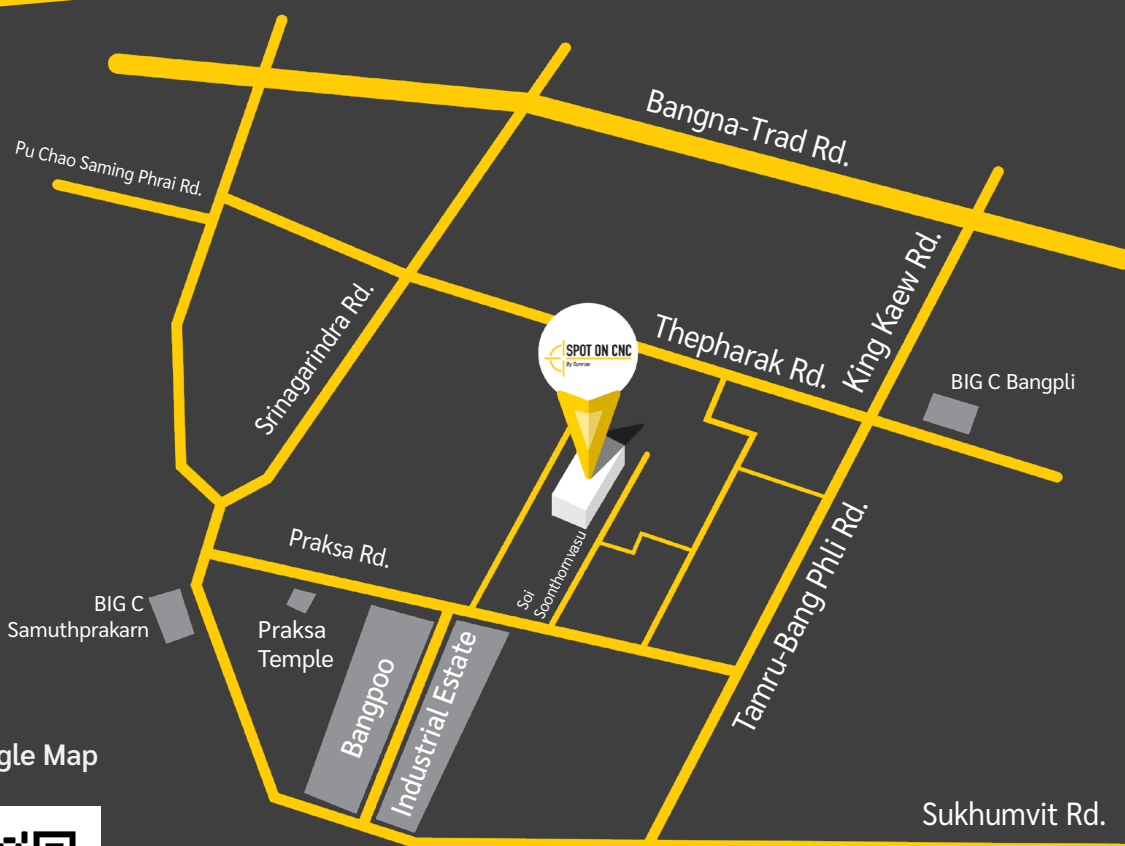 Bangna-Trad Rd.
Pu Chao Saming Phrai Rd.
King Kaew Rd.
Srinagarindra Rd.
SPOT ON CNC
By Sunrise
Thepharak Rd.
BIG C Bangpli
Praksa Rd.
Soi
Soonthornvasu
Tamru-Bang Phli Rd.
BIG C
Samuthprakarn
Praksa
Temple
Bangpoo
Industrial Estate
gle Map
Sukhumvit Rd.